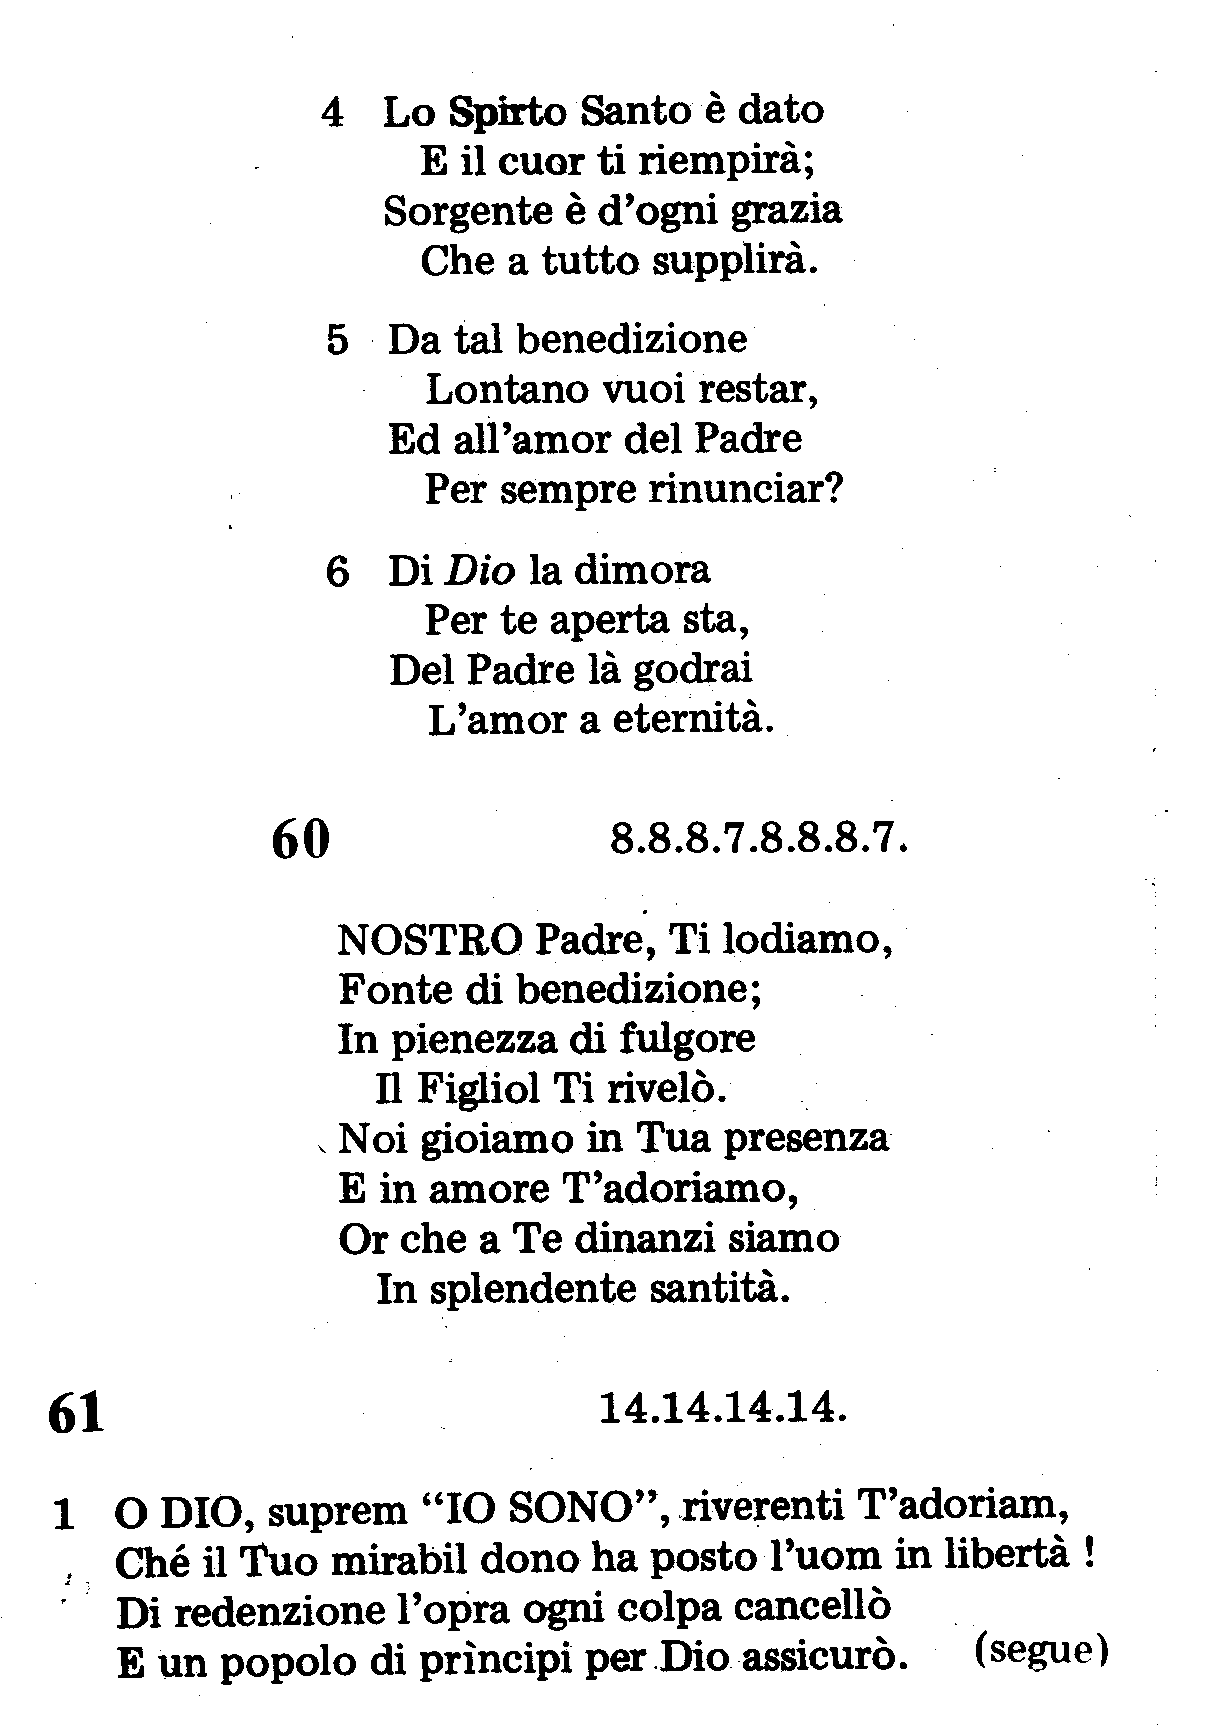 4 Lo Spirto Santo è dato
E il cuor ti riempirà;
Sorgente è d'ogni grazia
Che a tutto supplirà.
5 Da tal benedizione
Lontano vuoi restar,
Ed all'amor del Padre
Per sempre rinunciar?
6 Di Dio la dimora
Per te aperta sta,
Del Padre là godrai
L'amor a eternità.
60 8.8.8.7.8.8.8.7.
NOSTRO Padre, Ti lodiamo,
Fonte di benedizione;
In pienezza di fulgore
Il Figliol Ti rivelò.
Noi gioiamo in Tua presenza
E in amore T'adoriamo,
Or che a Te dinanzi siamo
In splendente santità.
61 14.14.14.14.
1 O DIO, suprem “IO SONO”, riverenti T'adoriam,
Ché il Tuo mirabil dono ha posto l'uom in libertà !
Di redenzione l'opra ogni colpa cancellò
E un popolo di prìncipi per Dio assicurò. (segue)